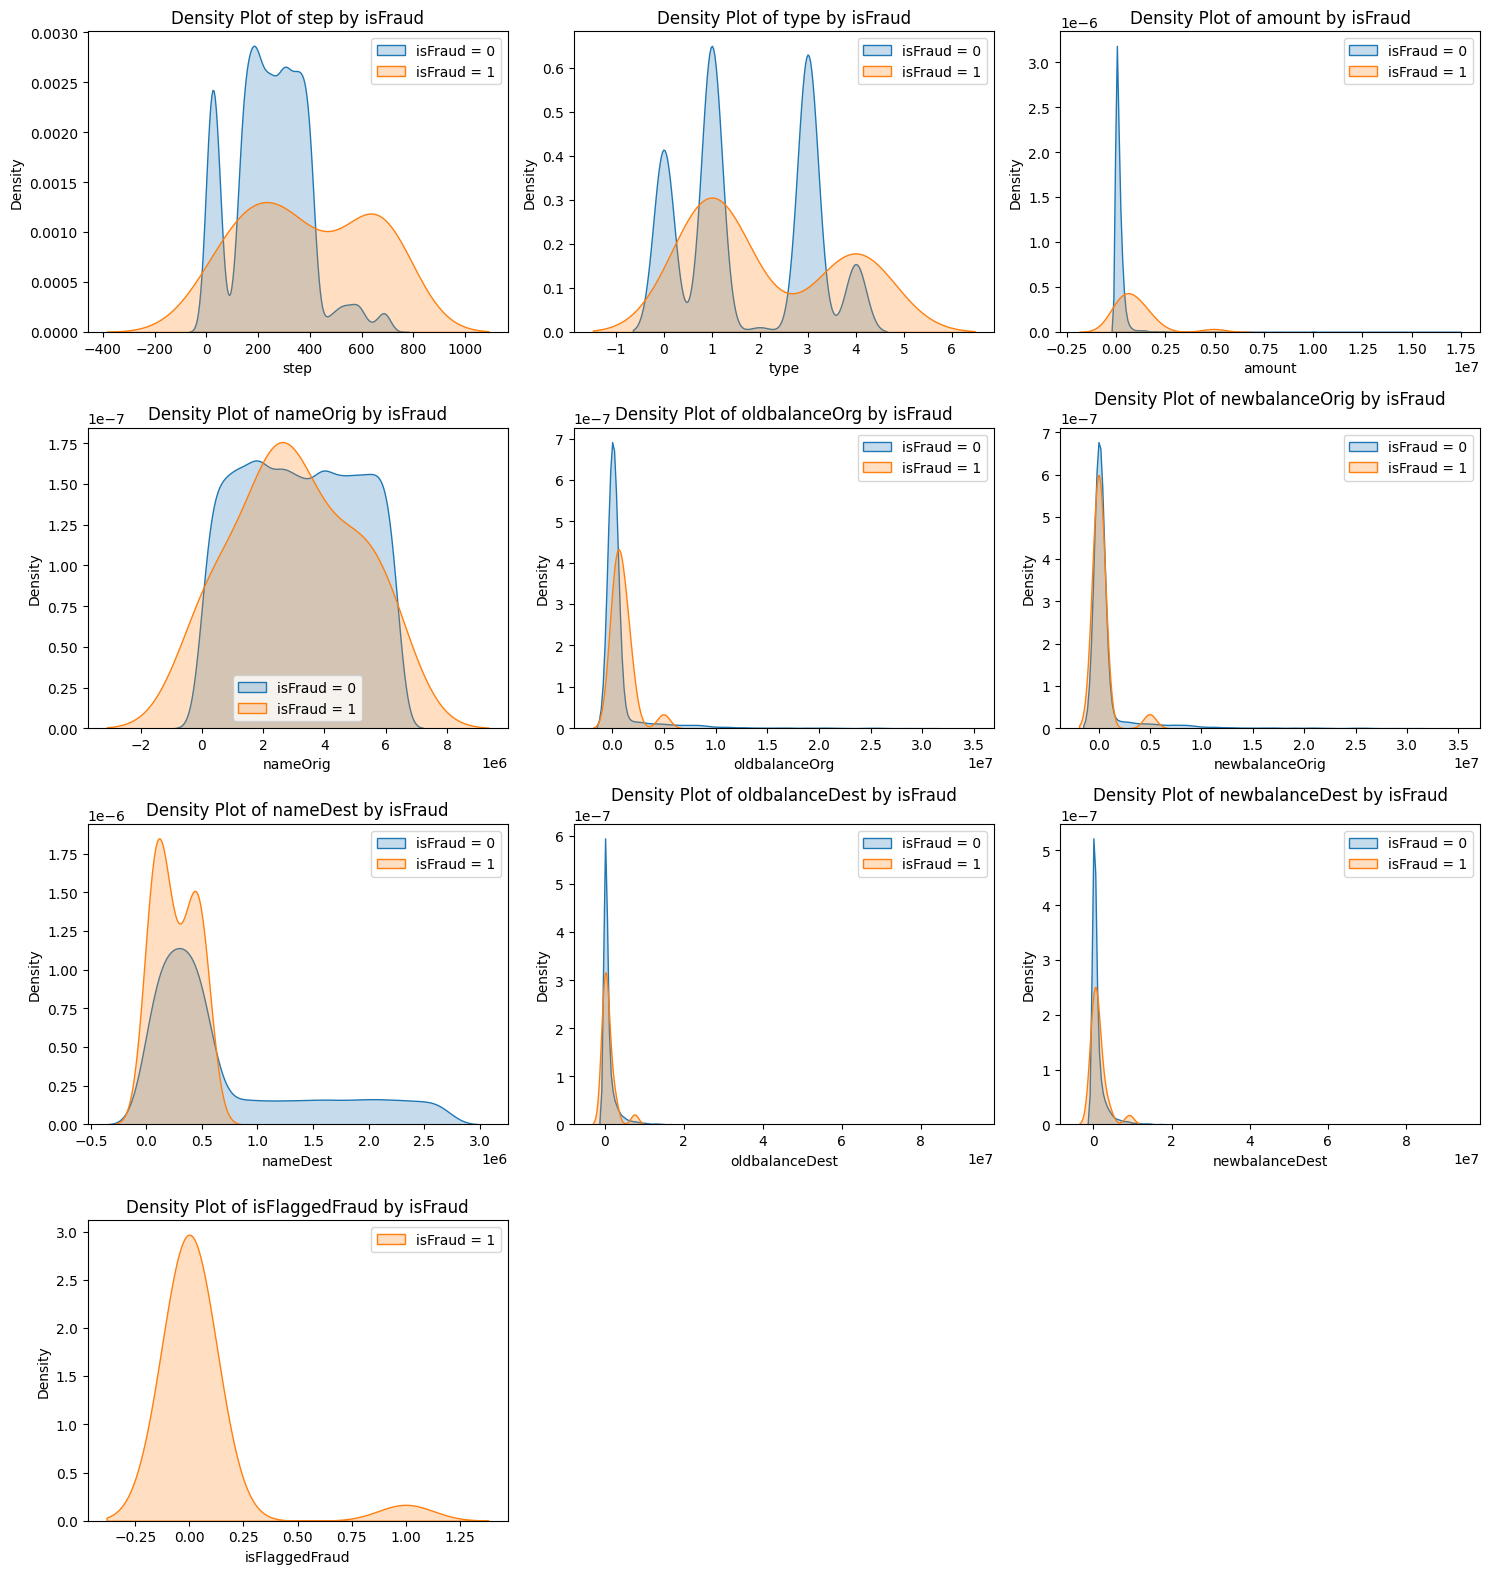 Density Plot of step by isFraud
0.0030
0.0025
0.0020
0.0015
0.0010
0.0005
0.0000
Density
isFraud = 0
isFraud = 1
−400 −200 0 200 400 600 800 1000
step
Density Plot of type by isFraud
0.6
0.5
0.4
0.3
0.2
0.1
0.0
Density
isFraud = 0
isFraud = 1
−1 0 1 2 3 4 5 6
type
Density Plot of amount by isFraud
1e−6
3.0
2.5
2.0
1.5
1.0
0.5
0.0
Density
isFraud = 0
isFraud = 1
−0.25 0.00 0.25 0.50 0.75 1.00 1.25 1.50 1.75
1e7
amount
Density Plot of nameOrig by isFraud
1e−7
1.75
1.50
1.25
1.00
0.75
0.50
0.25
0.00
Density
isFraud = 0
isFraud = 1
−2 0 2 4 6 8
1e6
nameOrig
Density Plot of oldbalanceOrg by isFraud
1e−7
7
6
5
4
3
2
1
0
Density
isFraud = 0
isFraud = 1
0.0 0.5 1.0 1.5 2.0 2.5 3.0 3.5
1e7
oldbalanceOrg
Density Plot of newbalanceOrig by isFraud
1e−7
7
6
5
4
3
2
1
0
Density
isFraud = 0
isFraud = 1
0.0 0.5 1.0 1.5 2.0 2.5 3.0 3.5
1e7
newbalanceOrig
Density Plot of nameDest by isFraud
1e−6
1.75
1.50
1.25
1.00
0.75
0.50
0.25
0.00
Density
isFraud = 0
isFraud = 1
−0.5 0.0 0.5 1.0 1.5 2.0 2.5 3.0
1e6
nameDest
Density Plot of oldbalanceDest by isFraud
1e−7
6
5
4
3
2
1
0
Density
isFraud = 0
isFraud = 1
0 2 4 6 8
1e7
oldbalanceDest
Density Plot of newbalanceDest by isFraud
1e−7
5
4
3
2
1
0
Density
isFraud = 0
isFraud = 1
0 2 4 6 8
1e7
newbalanceDest
Density Plot of isFlaggedFraud by isFraud
3.0
2.5
2.0
1.5
1.0
0.5
0.0
Density
isFraud = 1
−0.25 0.00 0.25 0.50 0.75 1.00 1.25
isFlaggedFraud